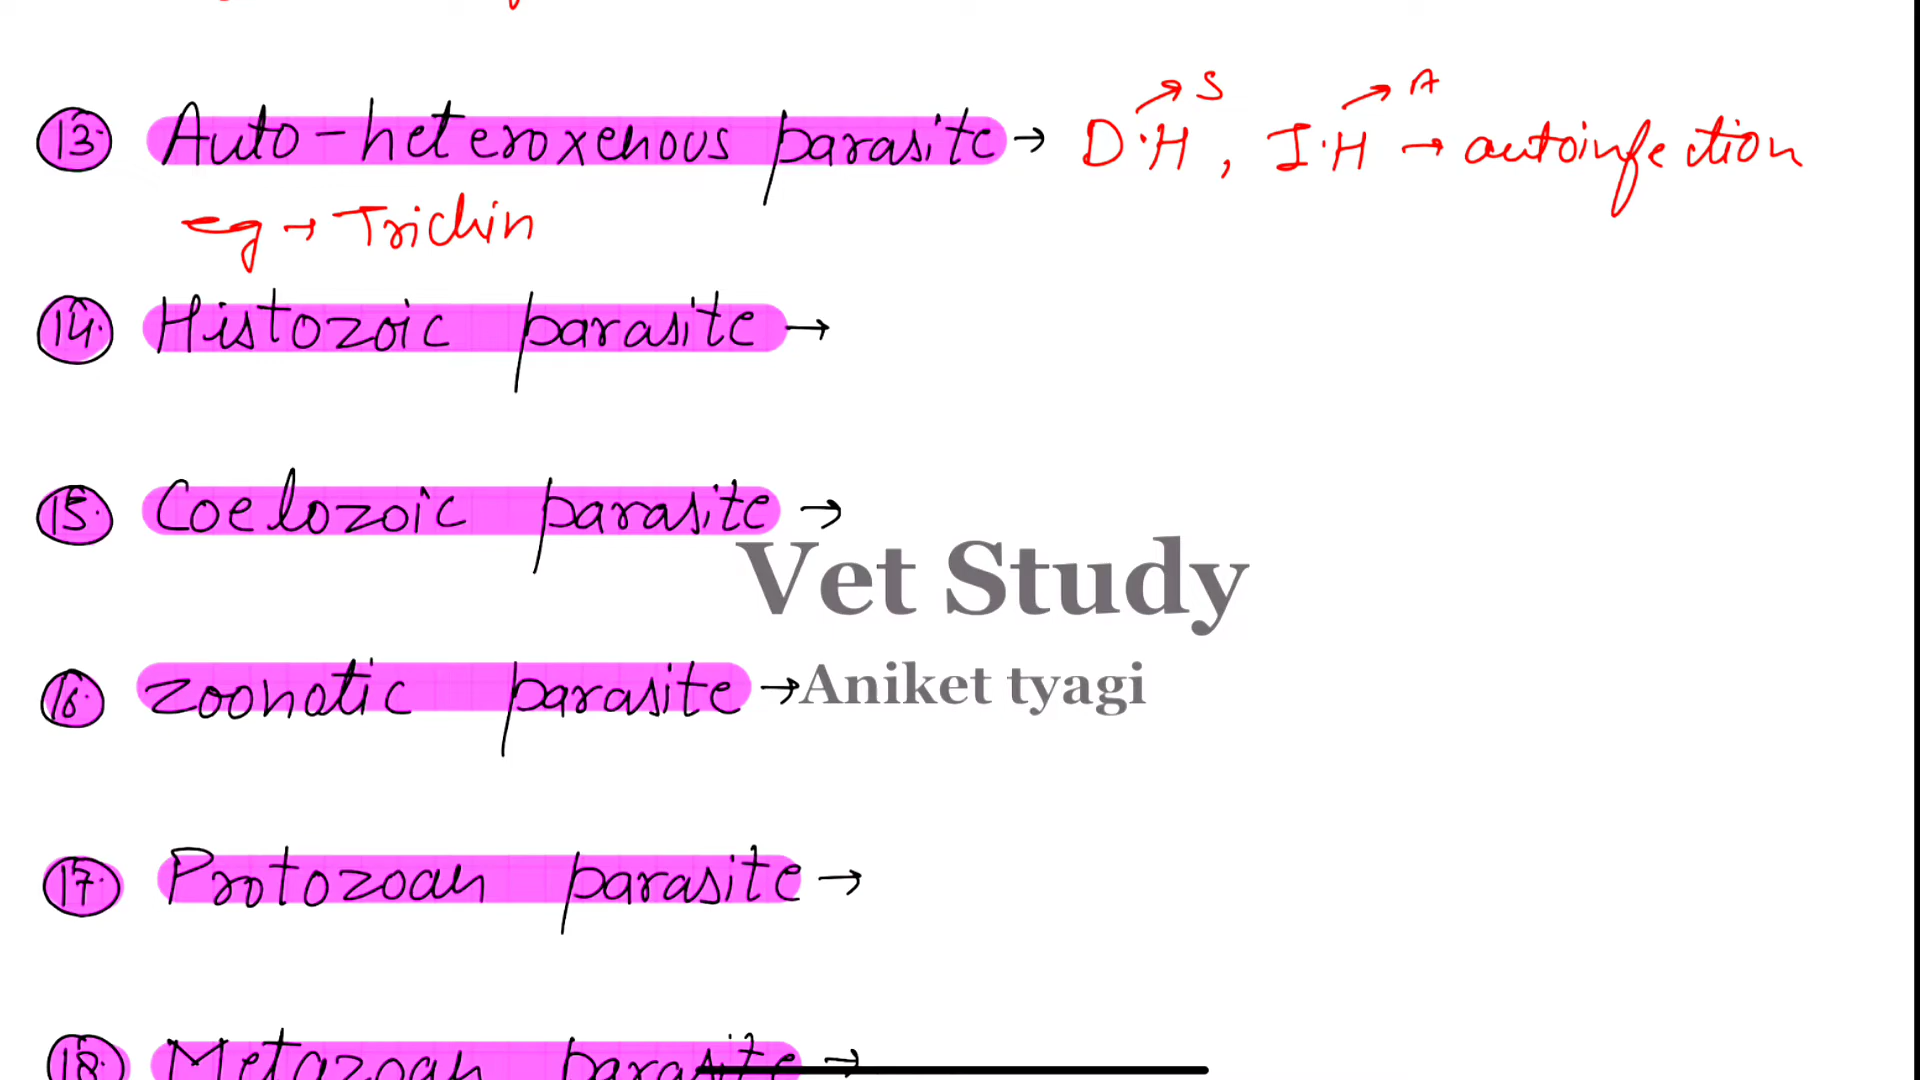 13. Auto-heteroxenous parasite → D.H, I.H → autoinfection
S A
eg → Trichin
14. Histozoic parasite →
15. Coelozoic parasite →
Vet Study
16. Zoonotic parasite →
Aniket tyagi
17. Protozoan parasite →
18. Metazoan parasite →